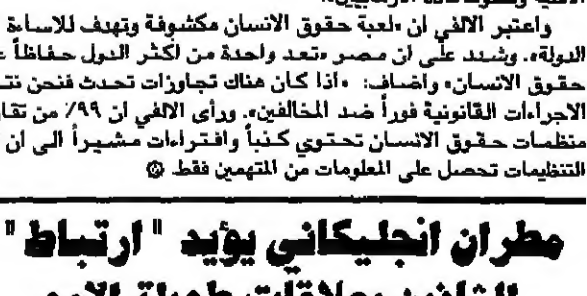 واعتبر الالفي ان «لعبة حقوق الانسان مكشوفة وتهدف للاساءة
الدولة». وشدد على ان مصر «تعد واحدة من اكثر الدول حفاظاً
حقوق الانسان» واضاف: «اذا كان هناك تجاوزات تحدث فنحن
الاجراءات القانونية فوراً ضد المخالفين». ورأى الالفي ان ٩٩٪ من
منظمات حقوق الانسان تحتوي كذباً وافتراءات مشيراً الى ان
التنظيمات تحصل على المعلومات من المتهمين فقط
مطران انجليكاني يؤيد " ارتباط "